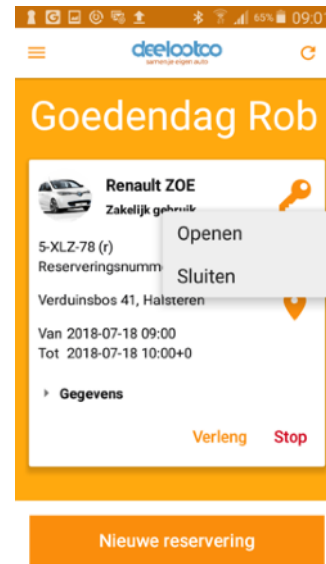 65% 09:0
deelootoo
samen je eigen auto
Goedendag Rob
Renault ZOE
Zakelijk gebruik
5-XLZ-78 (r)
Openen
Reserveringsnumm
Sluiten
Verduinsbos 41, Halsteren
Van 2018-07-18 09:00
Tot 2018-07-18 10:00+0
Gegevens
Verleng Stop
Nieuwe reservering